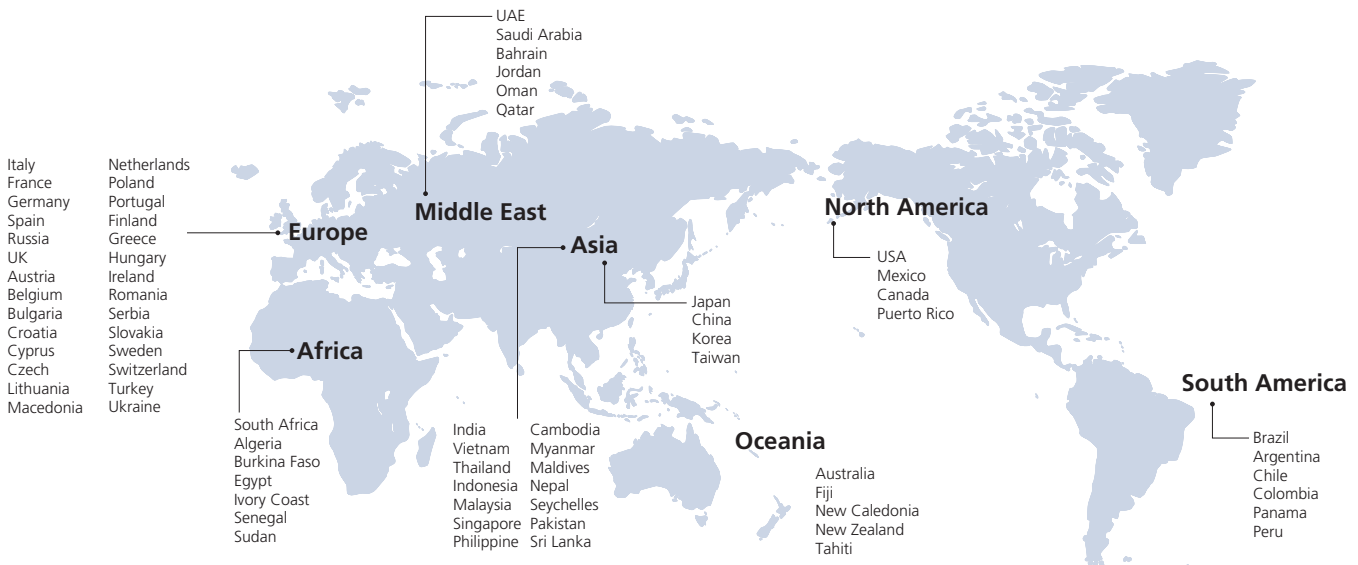 UAE
Saudi Arabia
Bahrain
Jordan
Oman
Qatar
Middle East
Italy
France
Germany
Spain
Russia
UK
Austria
Belgium
Bulgaria
Croatia
Cyprus
Czech
Lithuania
Macedonia
Netherlands
Poland
Portugal
Finland
Greece
Hungary
Ireland
Romania
Serbia
Slovakia
Sweden
Switzerland
Turkey
Ukraine
Europe
Africa
South Africa
Algeria
Burkina Faso
Egypt
Ivory Coast
Senegal
Sudan
Asia
Japan
China
Korea
Taiwan
India
Vietnam
Thailand
Indonesia
Malaysia
Singapore
Philippine
Cambodia
Myanmar
Maldives
Nepal
Seychelles
Pakistan
Sri Lanka
Oceania
Australia
Fiji
New Caledonia
New Zealand
Tahiti
North America
USA
Mexico
Canada
Puerto Rico
South America
Brazil
Argentina
Chile
Colombia
Panama
Peru